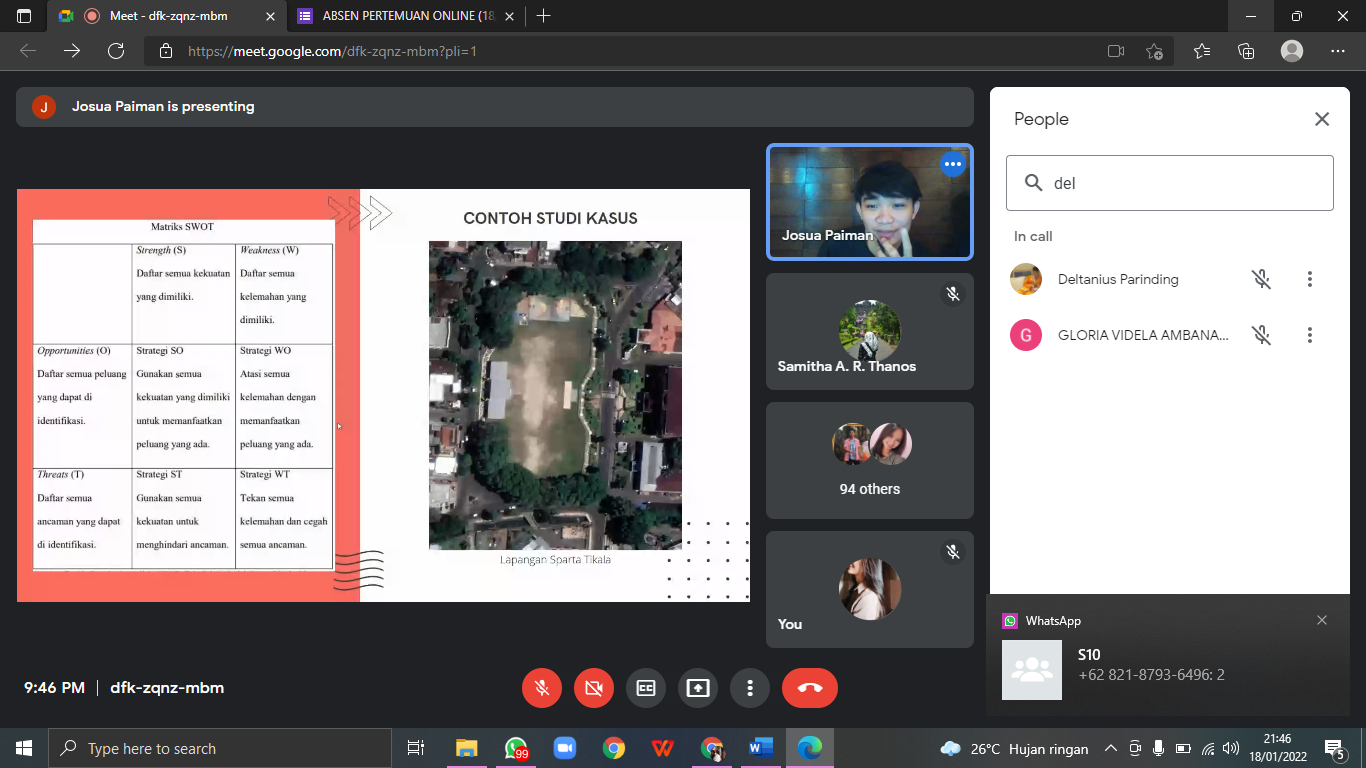 Meet - dfk-zqnz-mbm
ABSEN PERTEMUAN ONLINE (18
https://meet.google.com/dfk-zqnz-mbm?pli=1
J
Josua Paiman is presenting
Matriks SWOT
Strength (S)
Daftar semua kekuatan
yang dimiliki.
Weakness (W)
Daftar semua
kelemahan yang
dimiliki.
Opportunities (O)
Daftar semua peluang
yang dapat di
identifikasi.
Strategi SO
Gunakan semua
kekuatan yang dimiliki
untuk memanfaatkan
peluang yang ada.
Strategi WO
Atasi semua
kelemahan dengan
memanfaatkan
peluang yang ada.
Threats (T)
Daftar semua
ancaman yang dapat
di identifikasi.
Strategi ST
Gunakan semua
kekuatan untuk
menghindari ancaman.
Strategi WT
Tekan semua
kelemahan dan cegah
semua ancaman.
CONTOH STUDI KASUS
Lapangan Sparta Tikala
Josua Paiman
Samitha A. R. Thanos
94 others
You
People
del
In call
Deltanius Parinding
G
GLORIA VIDELA AMBANA...
WhatsApp
S10
+62 821-8793-6496: 2
9:46 PM | dfk-zqnz-mbm
CC
Type here to search
99
W
W
26°C Hujan ringan
21:46
18/01/2022
5